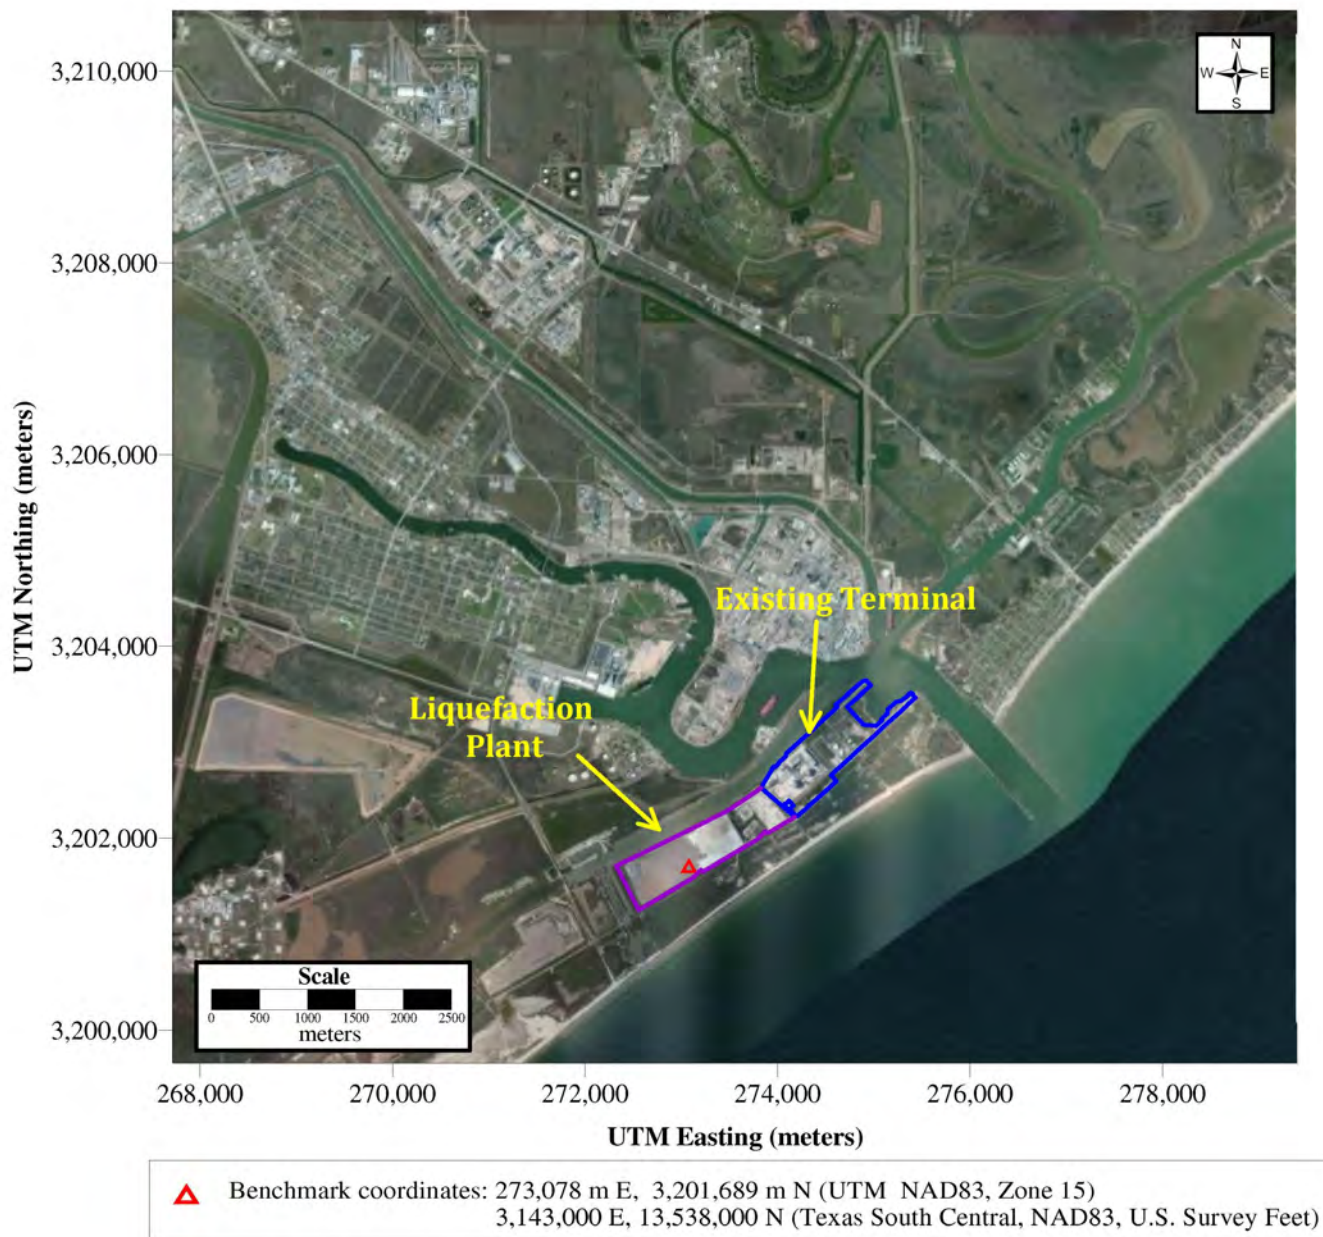 N
W E
S
3,210,000
3,208,000
3,206,000
3,204,000
3,202,000
3,200,000
UTM Northing (meters)
Existing Terminal
Liquefaction
Plant
Scale
0 500 1000 1500 2000 2500
meters
268,000 270,000 272,000 274,000 276,000 278,000
UTM Easting (meters)
Benchmark coordinates: 273,078 m E, 3,201,689 m N (UTM NAD83, Zone 15)
3,143,000 E, 13,538,000 N (Texas South Central, NAD83, U.S. Survey Feet)